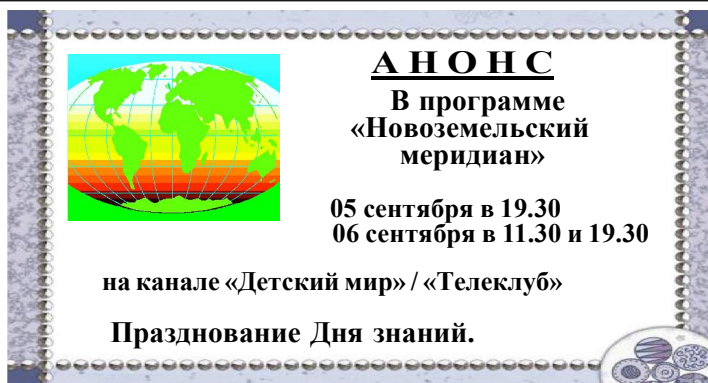 А Н О Н С
В программе
«Новоземельский
меридиан»
05 сентября в 19.30
06 сентября в 11.30 и 19.30
на канале «Детский мир» / «Телеклуб»
Празднование Дня знаний.